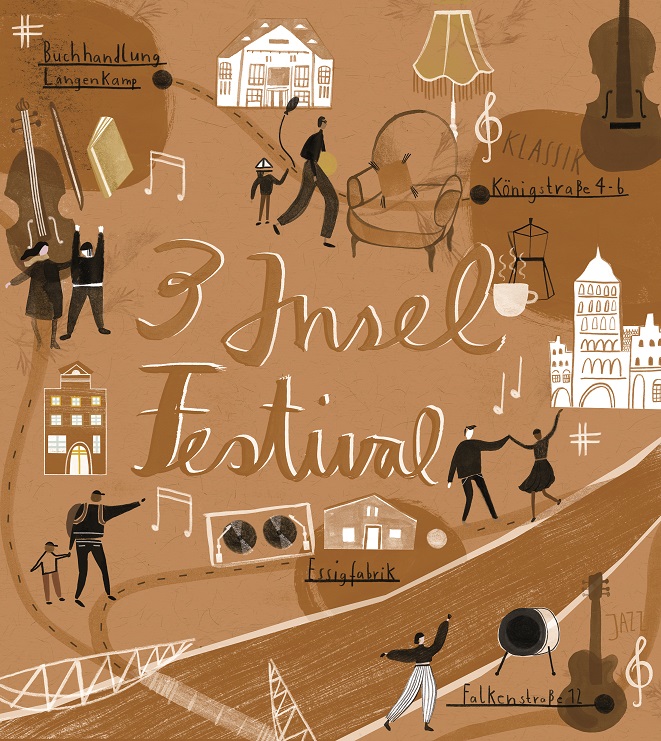 Buchhandlung
Langenkamp
KLASSIK
Königstraße 4-6
3 Insel
Festival
Essigfabrik
JAZZ
Falkenstraße 12